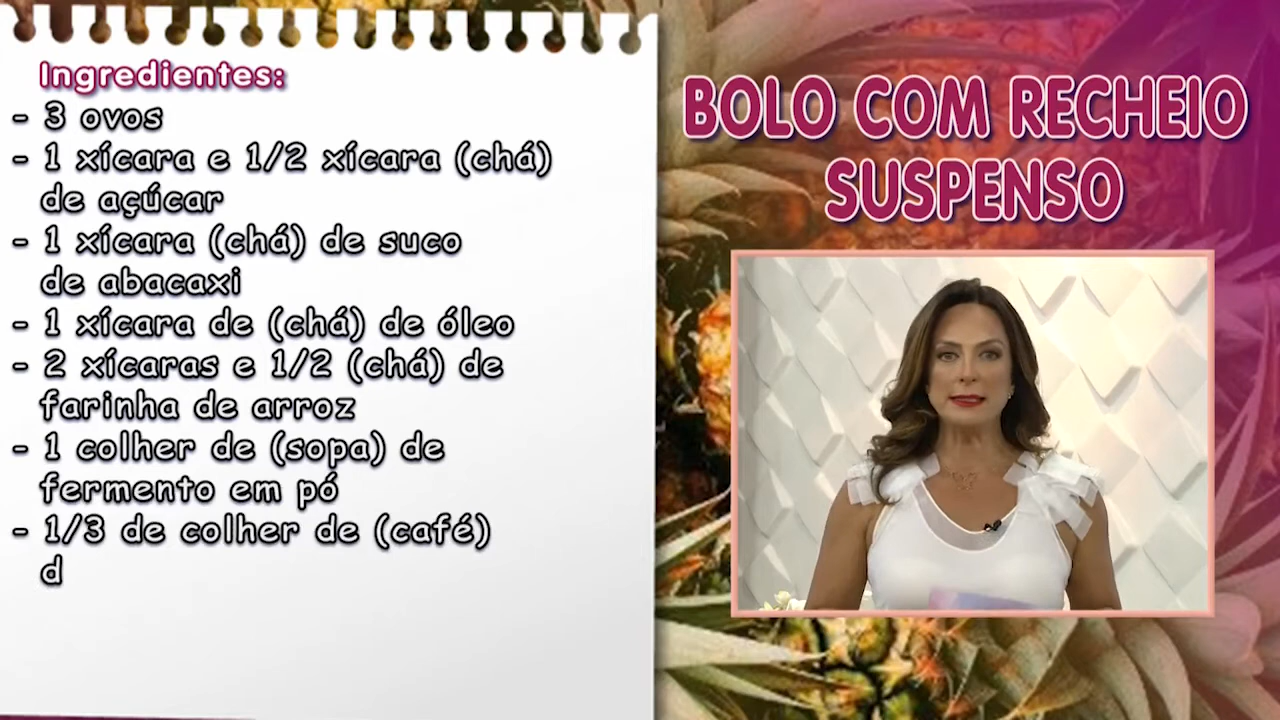 Ingredientes:
- 3 ovos
- 1 xícara e 1/2 xícara (chá)
de açúcar
- 1 xícara (chá) de suco
de abacaxi
- 1 xícara de (chá) de óleo
- 2 xícaras e 1/2 (chá) de
farinha de arroz
- 1 colher de (sopa) de
fermento em pó
- 1/3 de colher de (café)
d
BOLO COM RECHEIO
SUSPENSO